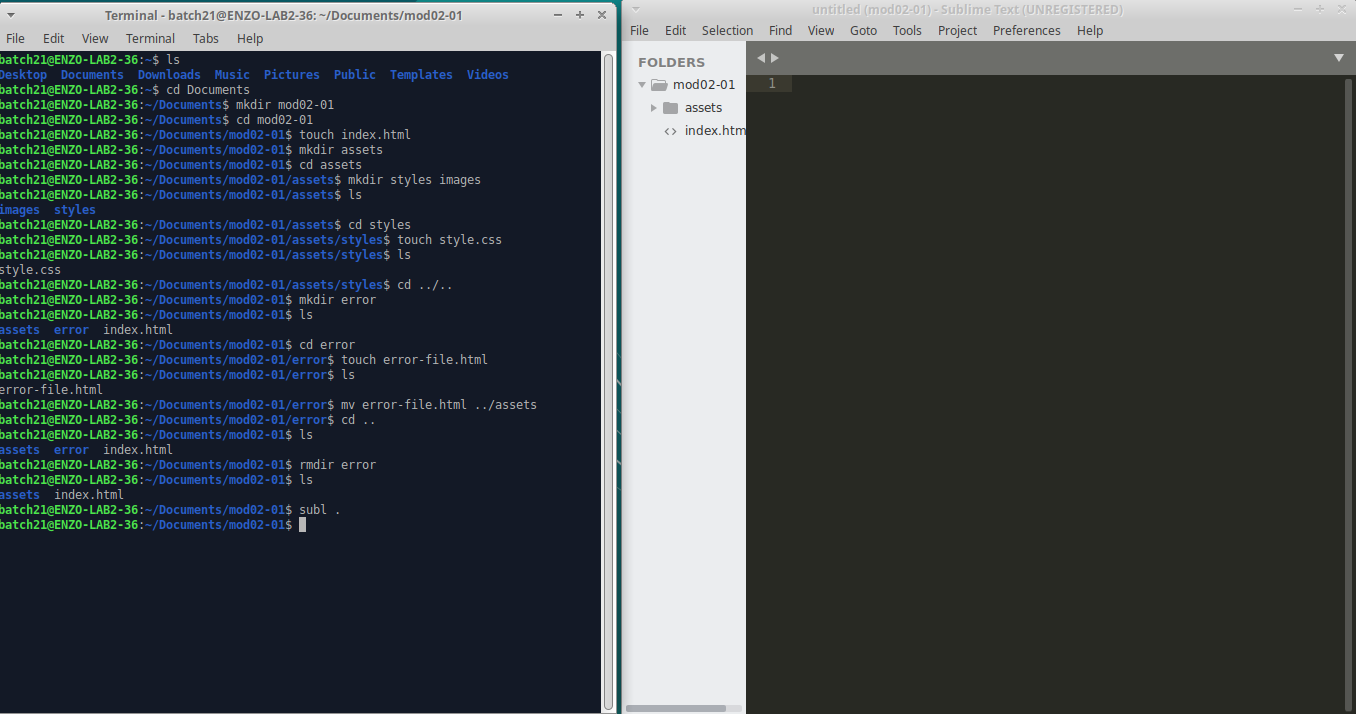 Terminal - batch21@ENZO-LAB2-36: ~/Documents/mod02-01
File Edit View Terminal Tabs Help
batch21@ENZO-LAB2-36:~$ ls
Desktop Documents Downloads Music Pictures Public Templates Videos
batch21@ENZO-LAB2-36:~$ cd Documents
batch21@ENZO-LAB2-36:~/Documents$ mkdir mod02-01
batch21@ENZO-LAB2-36:~/Documents$ cd mod02-01
batch21@ENZO-LAB2-36:~/Documents/mod02-01$ touch index.html
batch21@ENZO-LAB2-36:~/Documents/mod02-01$ mkdir assets
batch21@ENZO-LAB2-36:~/Documents/mod02-01$ cd assets
batch21@ENZO-LAB2-36:~/Documents/mod02-01/assets$ mkdir styles images
batch21@ENZO-LAB2-36:~/Documents/mod02-01/assets$ ls
images styles
batch21@ENZO-LAB2-36:~/Documents/mod02-01/assets$ cd styles
batch21@ENZO-LAB2-36:~/Documents/mod02-01/assets/styles$ touch style.css
batch21@ENZO-LAB2-36:~/Documents/mod02-01/assets/styles$ ls
style.css
batch21@ENZO-LAB2-36:~/Documents/mod02-01/assets/styles$ cd ../..
batch21@ENZO-LAB2-36:~/Documents/mod02-01$ mkdir error
batch21@ENZO-LAB2-36:~/Documents/mod02-01$ ls
assets error index.html
batch21@ENZO-LAB2-36:~/Documents/mod02-01$ cd error
batch21@ENZO-LAB2-36:~/Documents/mod02-01/error$ touch error-file.html
batch21@ENZO-LAB2-36:~/Documents/mod02-01/error$ ls
error-file.html
batch21@ENZO-LAB2-36:~/Documents/mod02-01/error$ mv error-file.html ../assets
batch21@ENZO-LAB2-36:~/Documents/mod02-01/error$ cd ..
batch21@ENZO-LAB2-36:~/Documents/mod02-01$ ls
assets error index.html
batch21@ENZO-LAB2-36:~/Documents/mod02-01$ rmdir error
batch21@ENZO-LAB2-36:~/Documents/mod02-01$ ls
assets index.html
batch21@ENZO-LAB2-36:~/Documents/mod02-01$ subl .
batch21@ENZO-LAB2-36:~/Documents/mod02-01$
untitled (mod02-01) - Sublime Text (UNREGISTERED)
File Edit Selection Find View Goto Tools Project Preferences Help
FOLDERS
mod02-01
assets
index.htm
1